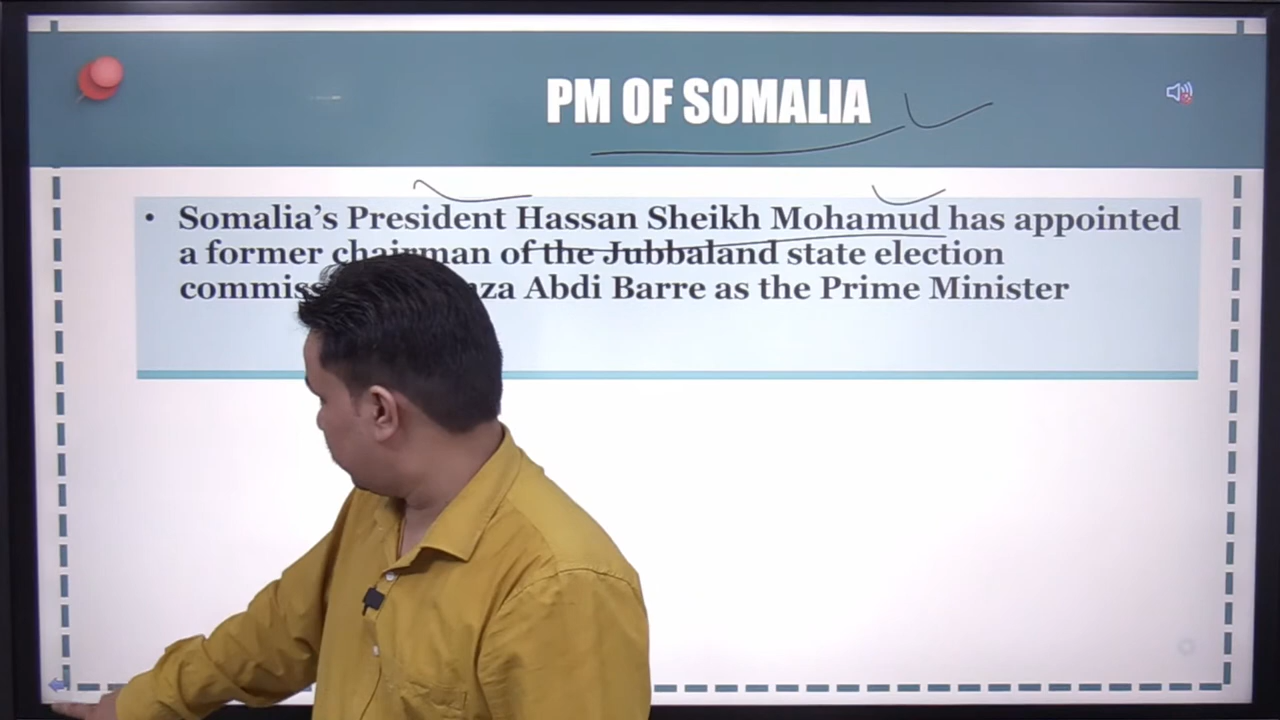 PM OF SOMALIA
• Somalia's President Hassan Sheikh Mohamud has appointed
a former chairman of the Jubbaland state election
Abdi Barre as the Prime Minister